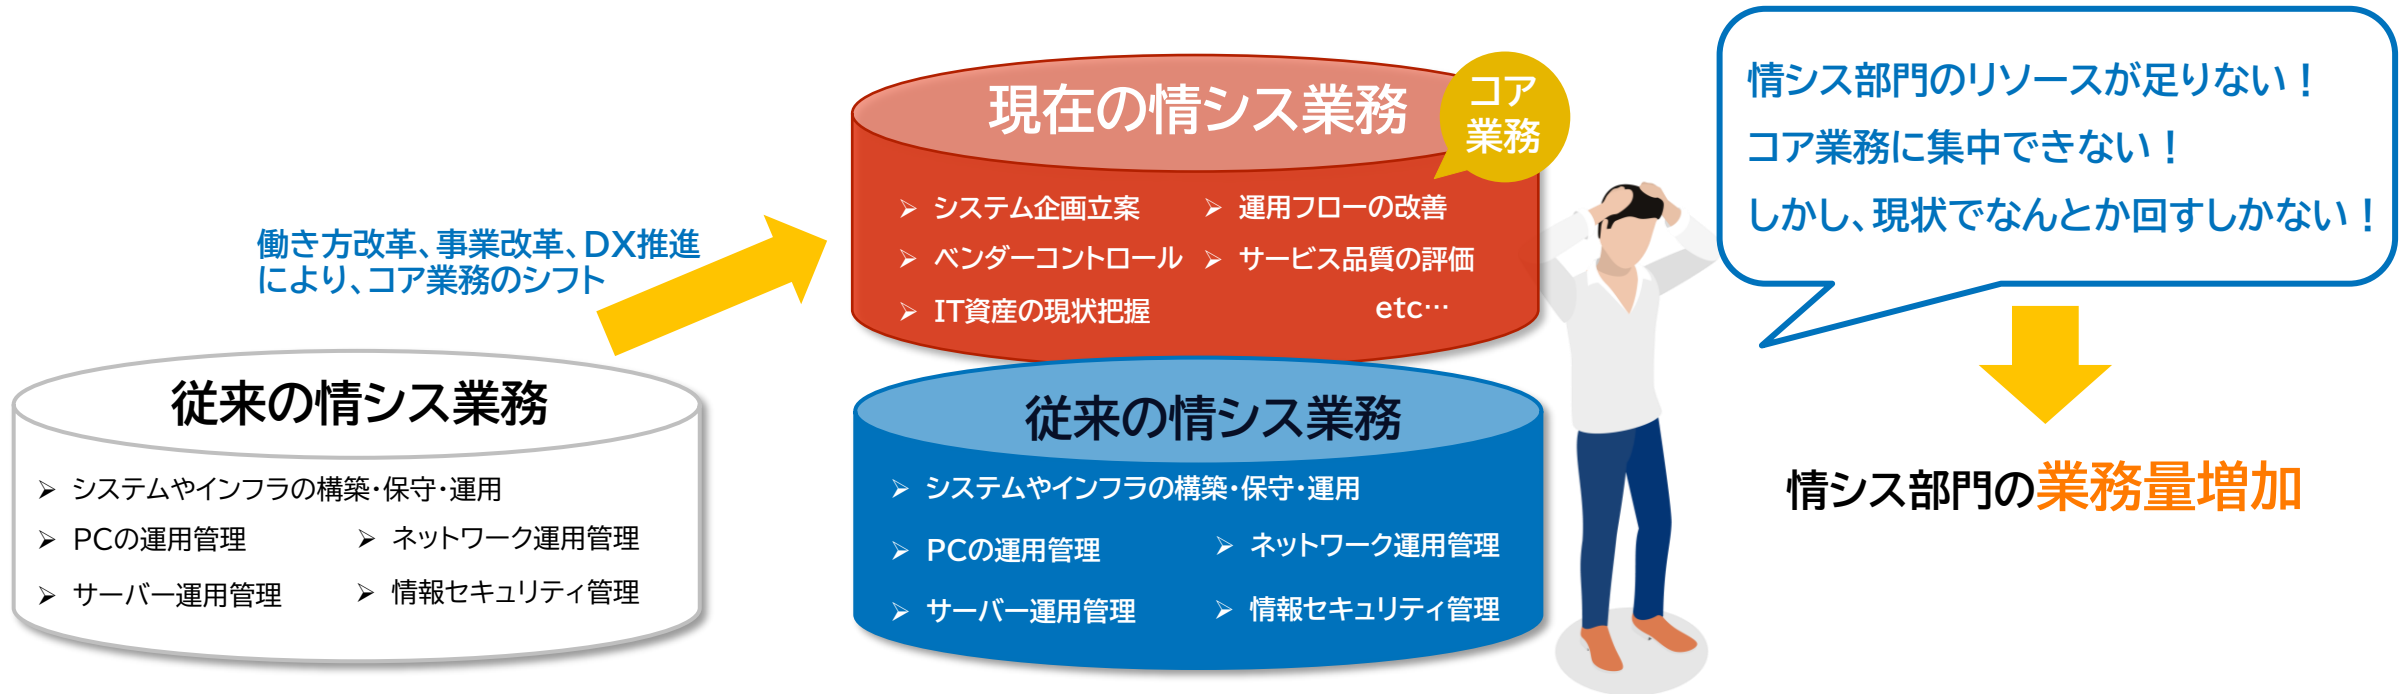 働き方改革、事業改革、DX推進
により、コア業務のシフト
従来の情シス業務
システムやインフラの構築・保守・運用
PCの運用管理
ネットワーク運用管理
サーバー運用管理
情報セキュリティ管理
現在の情シス業務
コア
業務
システム企画立案
運用フローの改善
ベンダーコントロール
サービス品質の評価
IT資産の現状把握
etc…
従来の情シス業務
システムやインフラの構築・保守・運用
PCの運用管理
ネットワーク運用管理
サーバー運用管理
情報セキュリティ管理
情シス部門のリソースが足りない！
コア業務に集中できない！
しかし、現状でなんとか回すしかない！
情シス部門の業務量増加